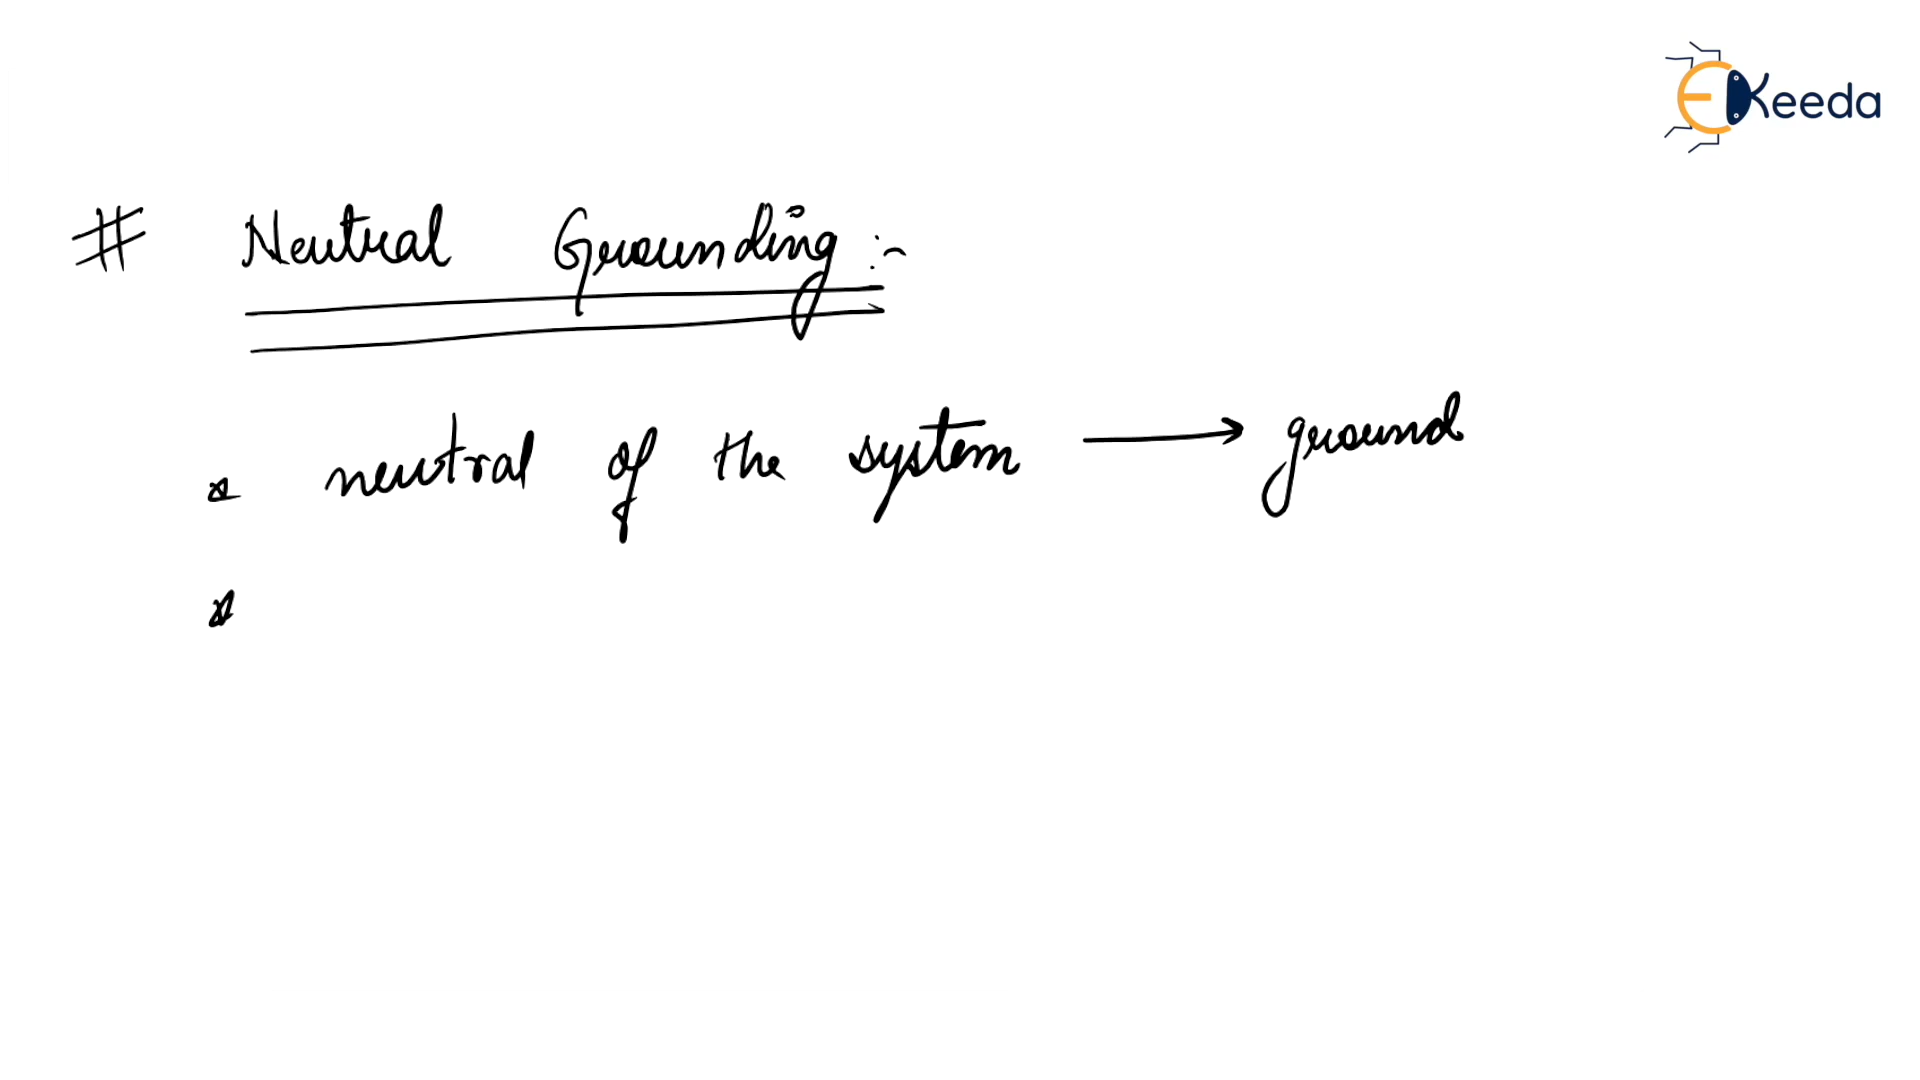 EKeeda
# Neutral Grounding :-
* neutral of the system → ground
*